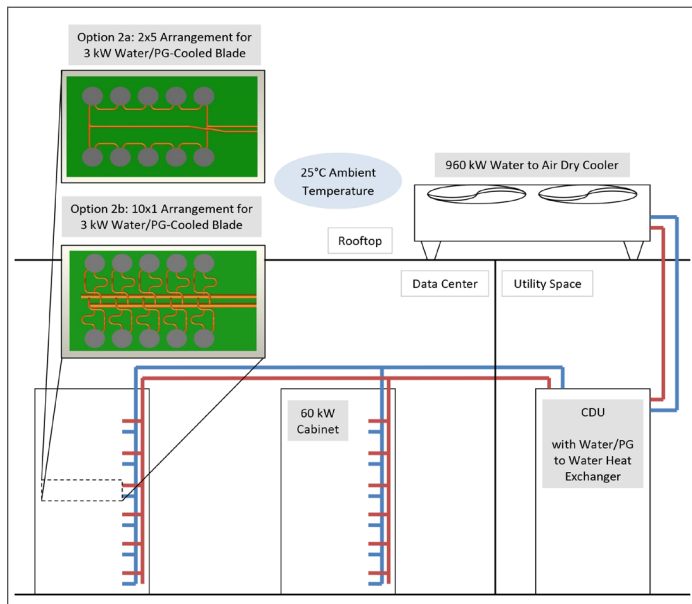 Option 2a: 2x5 Arrangement for
3 kW Water/PG-Cooled Blade
25°C Ambient
Temperature
960 kW Water to Air Dry Cooler
Option 2b: 10x1 Arrangement for
3 kW Water/PG-Cooled Blade
Rooftop
Data Center
Utility Space
60 kW
Cabinet
CDU
with Water/PG
to Water Heat
Exchanger